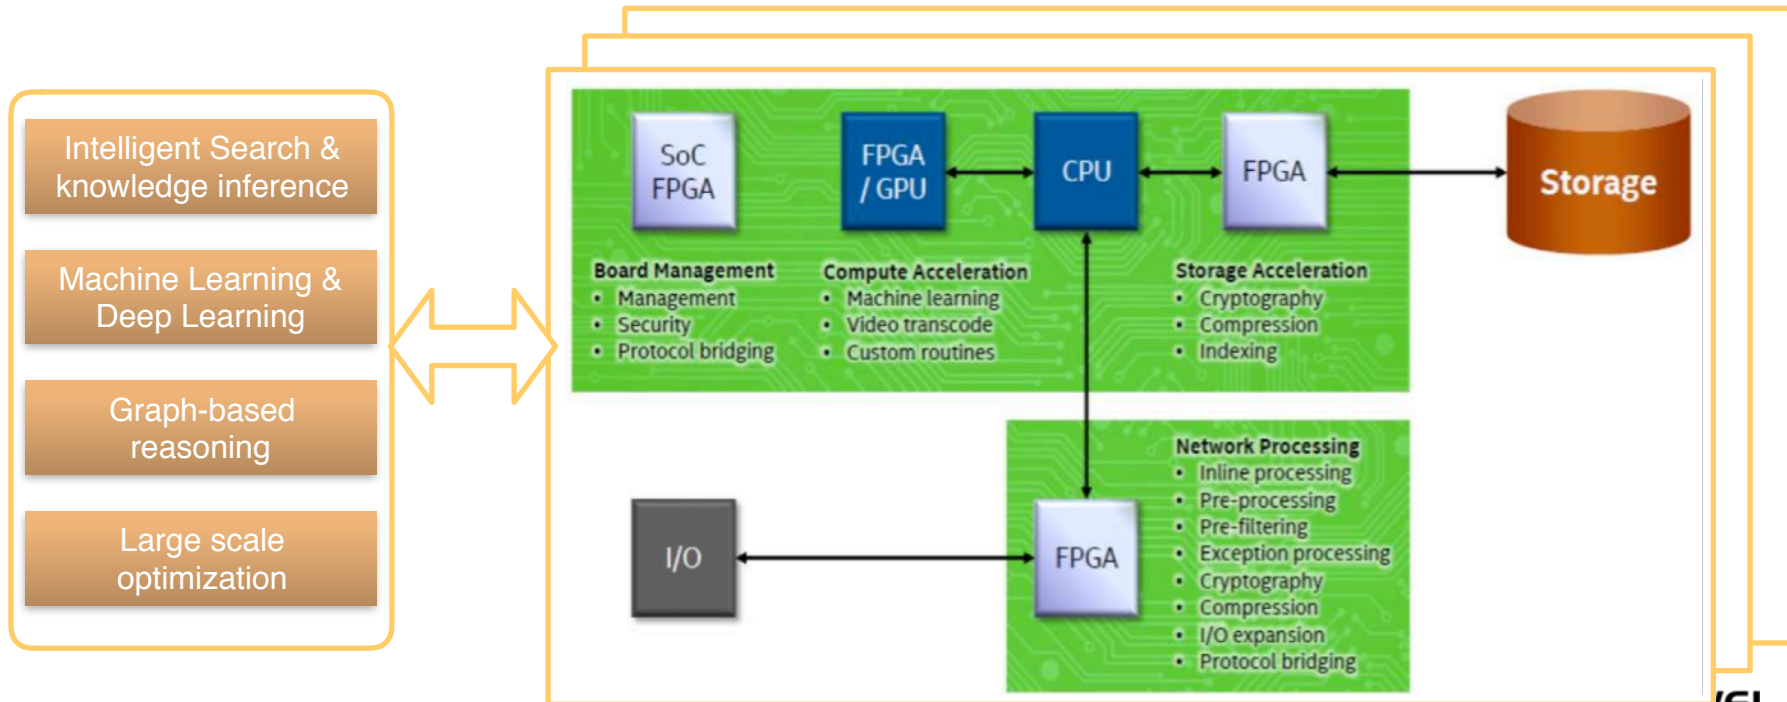 Intelligent Search &
knowledge inference
Machine Learning &
Deep Learning
Graph-based
reasoning
Large scale
optimization
SoC
FPGA
FPGA
/ GPU
CPU
FPGA
Storage
Board Management
• Management
• Security
• Protocol bridging
Compute Acceleration
• Machine learning
• Video transcode
• Custom routines
Storage Acceleration
• Cryptography
• Compression
• Indexing
I/O
FPGA
Network Processing
• Inline processing
• Pre-processing
• Pre-filtering
• Exception processing
• Cryptography
• Compression
• I/O expansion
• Protocol bridging